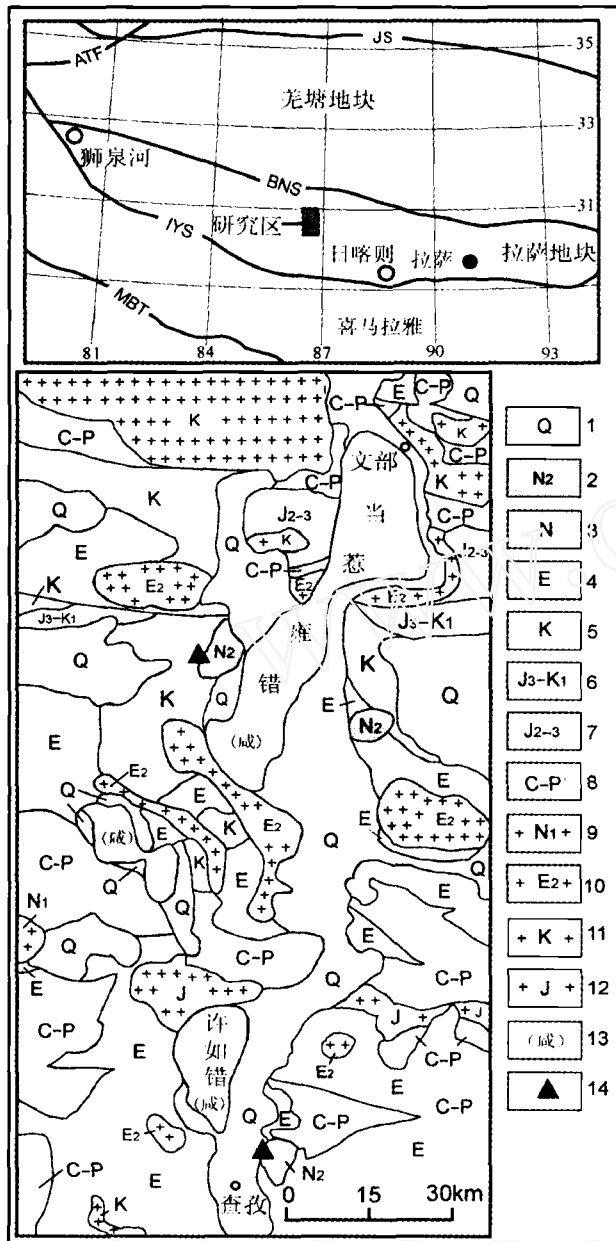 ATF
JS
35
羌塘地块
33
狮泉河
BNS
31
IYS
研究区
日喀则
拉萨
拉萨地块
MBT
喜马拉雅
81
84
87
90
93
K
C-P
E
C-P
Q
C-P
K
C-P
文部
K
C-P
K
Q
J2-3
当
Q
K
惹
J2-3
E
C-P
E2
E2
E2
K
J3-K1
雍
J3-K1
N2
K
Q
Q
错
Q
K
E
N2
(咸)
E
E2
E
E
Q
E
E2
E2
(咸)
E
K
E
Q
K
C-P
Q
E
E
N1
Q
Q
E
C-P
Q
E
C-P
J
J
J
C-P
许如错
E2
C-P
E
(咸)
E
E2
Q
E
C-P
E
C-P
E
N2
K
查孜
0 15 30km
Q 1
N2 2
N 3
E 4
K 5
J3-K1 6
J2-3 7
C-P 8
N1 9
E2 10
K 11
J 12
(咸) 13
14